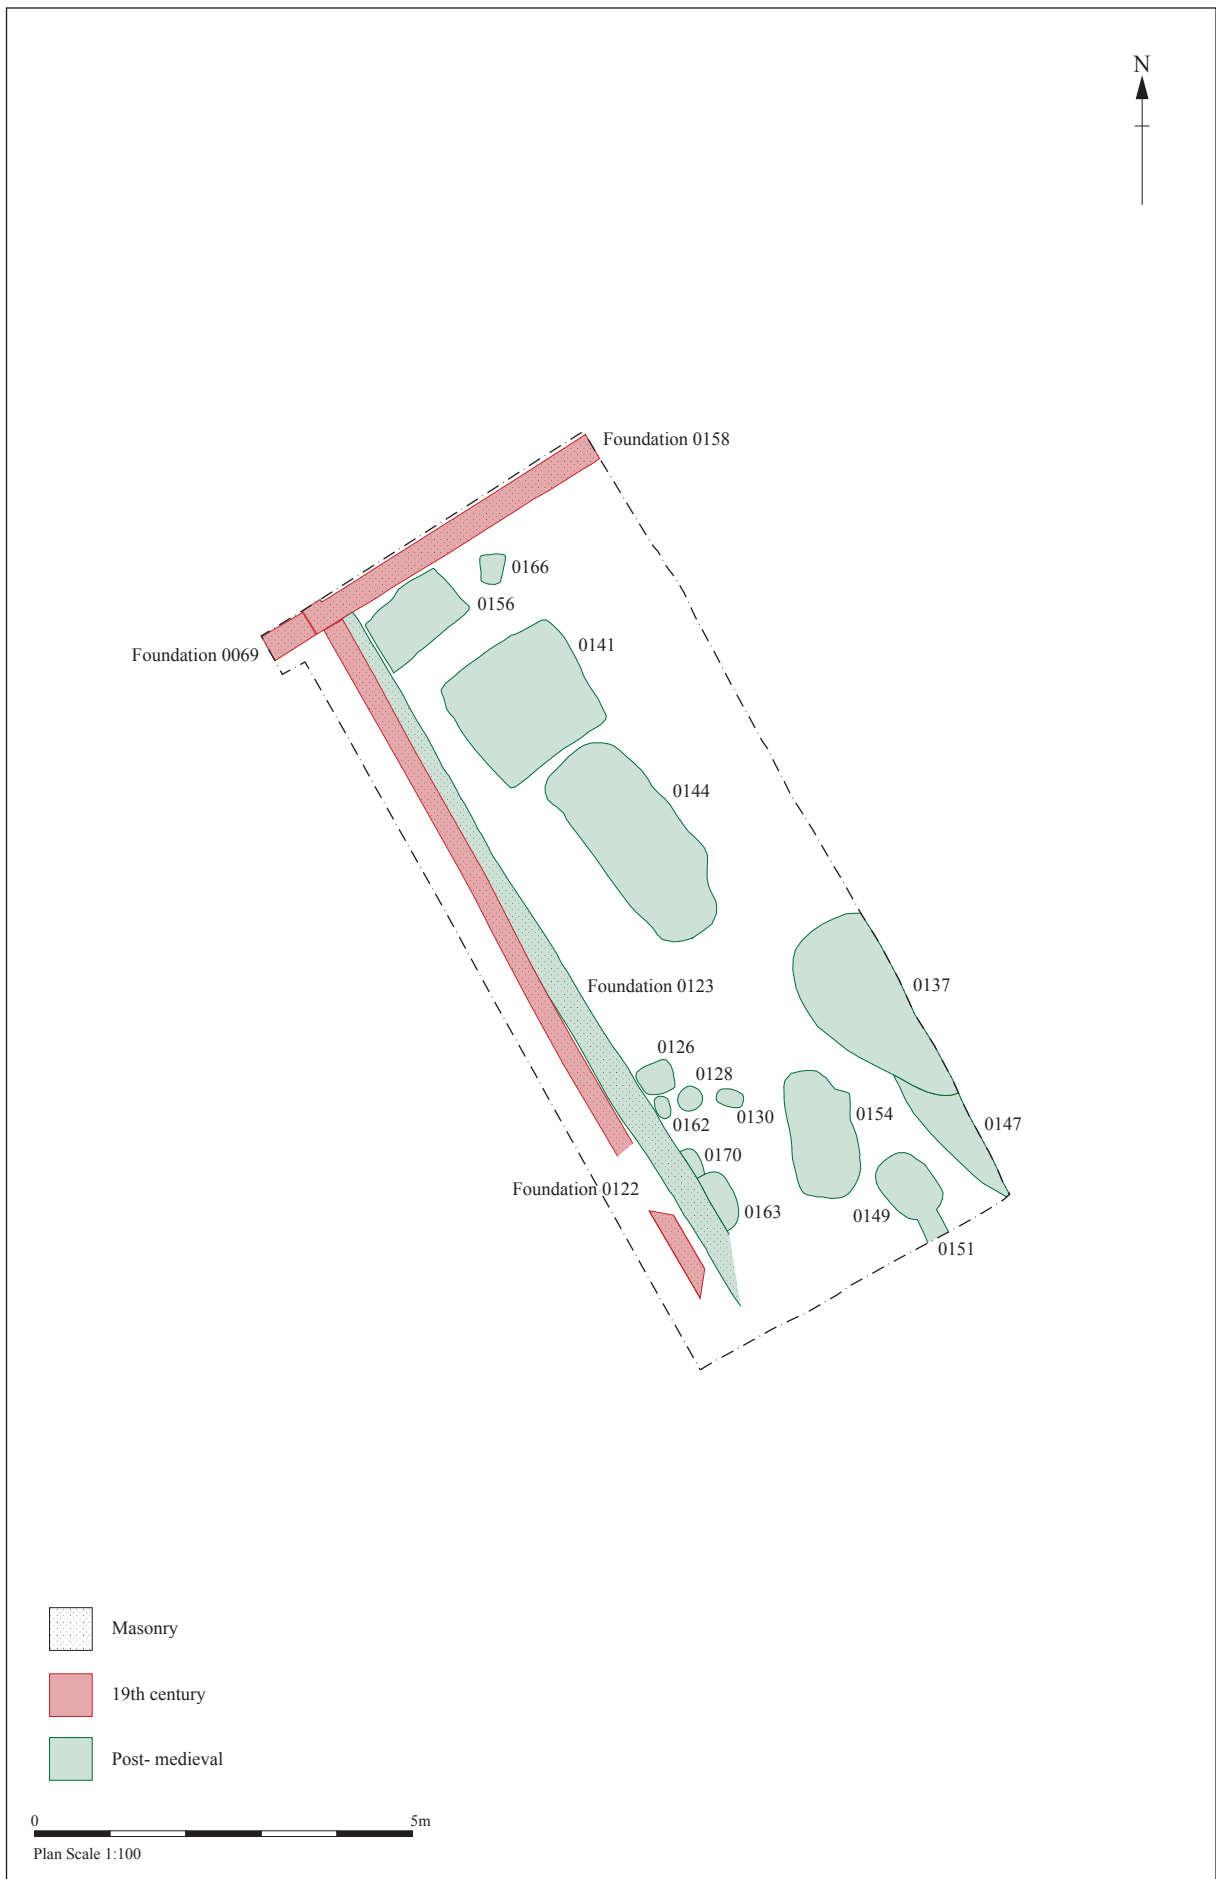 N
Foundation 0158
0166
0156
0141
Foundation 0069
0144
Foundation 0123
0137
0126
0128
0130
0162
0154
0147
0170
Foundation 0122
0163
0149
0151
Masonry
19th century
Post- medieval
0
5m
Plan Scale 1:100